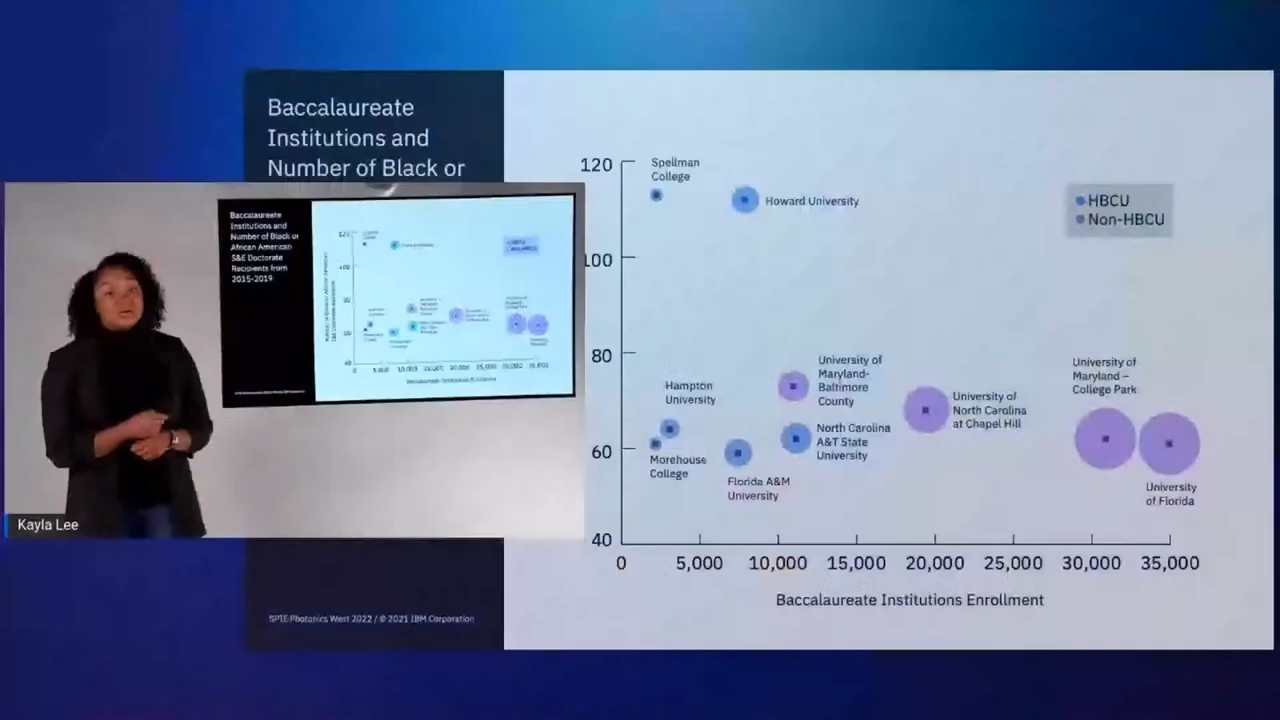 Baccalaureate
Institutions and
Number of Black or
Baccalaureate
Institutions and
Number of Black or
African American
S&E Doctorate
Recipients from
2015-2019
Kayla Lee
SPIE Photonics West 2022 / © 2021 IBM Corporation
120
100
80
60
40
0
5,000
10,000
15,000
20,000
25,000
30,000
35,000
Baccalaureate Institutions Enrollment
HBCU
Non-HBCU
Spellman
College
Howard University
Hampton
University
Morehouse
College
Florida A&M
University
University of
Maryland-
Baltimore
County
North Carolina
A&T State
University
University of
North Carolina
at Chapel Hill
University of
Maryland –
College Park
University
of Florida